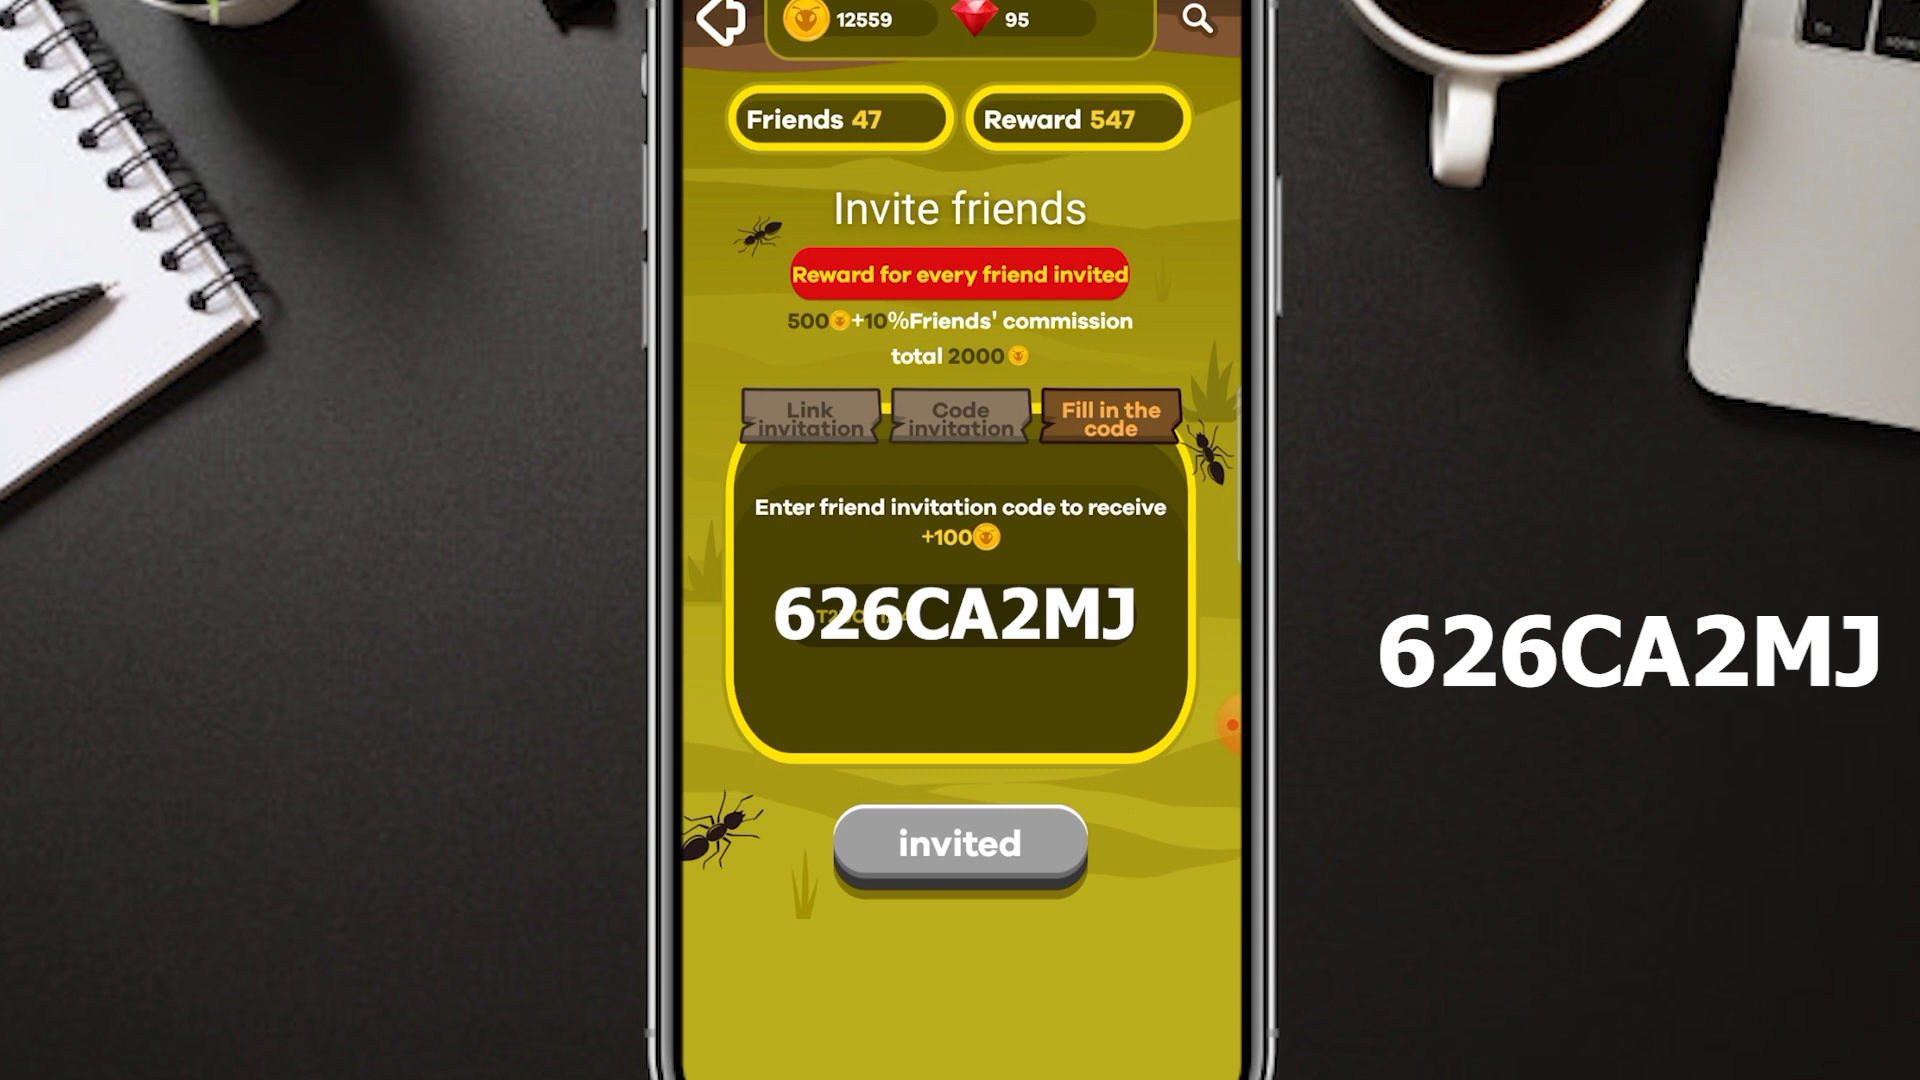 12559
95
Friends 47
Reward 547
Invite friends
Reward for every friend invited
500+10%Friends' commission
total 2000
Link invitation
Code invitation
Fill in the code
Enter friend invitation code to receive
+100
626CA2MJ
626CA2MJ
invited